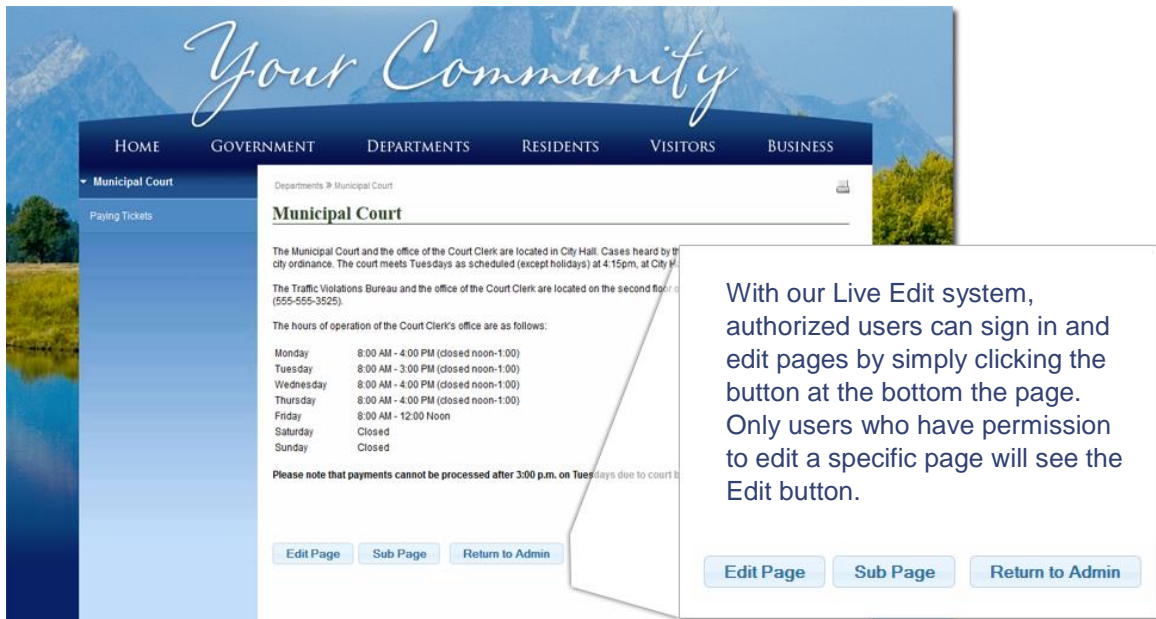 Your Community
HOME GOVERNMENT DEPARTMENTS RESIDENTS VISITORS BUSINESS
Municipal Court
Paying Tickets
Departments » Municipal Court
Municipal Court
The Municipal Court and the office of the Court Clerk are located in City Hall. Cases heard by
city ordinance. The court meets Tuesdays as scheduled (except holidays) at 4:15pm, at City
The Traffic Violations Bureau and the office of the Court Clerk are located on the second floor
(555-555-3525).
The hours of operation of the Court Clerk's office are as follows:
Monday 8:00 AM - 4:00 PM (closed noon-1:00)
Tuesday 8:00 AM - 3:00 PM (closed noon-1:00)
Wednesday 8:00 AM - 4:00 PM (closed noon-1:00)
Thursday 8:00 AM - 4:00 PM (closed noon-1:00)
Friday 8:00 AM - 12:00 Noon
Saturday Closed
Sunday Closed
Please note that payments cannot be processed after 3:00 p.m. on Tuesdays due to court
Edit Page Sub Page Return to Admin
With our Live Edit system,
authorized users can sign in and
edit pages by simply clicking the
button at the bottom the page.
Only users who have permission
to edit a specific page will see the
Edit button.
Edit Page Sub Page Return to Admin